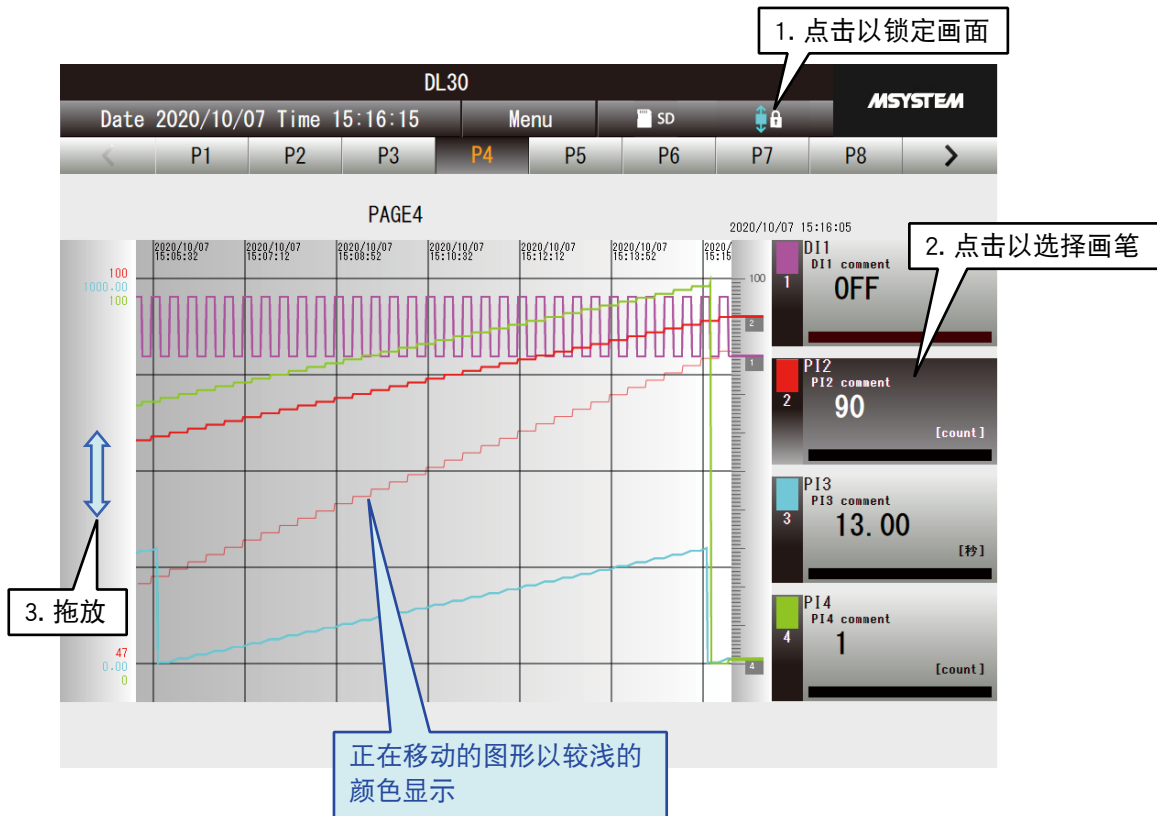 1. 点击以锁定画面
DL30
MSYSTEM
Date 2020/10/07 Time 15:16:15
Menu
SD
P1
P2
P3
P4
P5
P6
P7
P8
PAGE4
2020/10/07 15:16:05
2. 点击以选择画笔
2020/10/07
15:05:32
2020/10/07
15:07:12
2020/10/07
15:08:52
2020/10/07
15:10:32
2020/10/07
15:12:12
2020/10/07
15:13:52
2020/
15:15
100
1000.00
100
100
2
1
4
47
0.00
0
DI1
DI1 comment
1
OFF
PI2
PI2 comment
2
90
[count]
PI3
PI3 comment
3
13.00
[秒]
PI4
PI4 comment
4
1
[count]
3. 拖放
正在移动的图形以较浅的
颜色显示